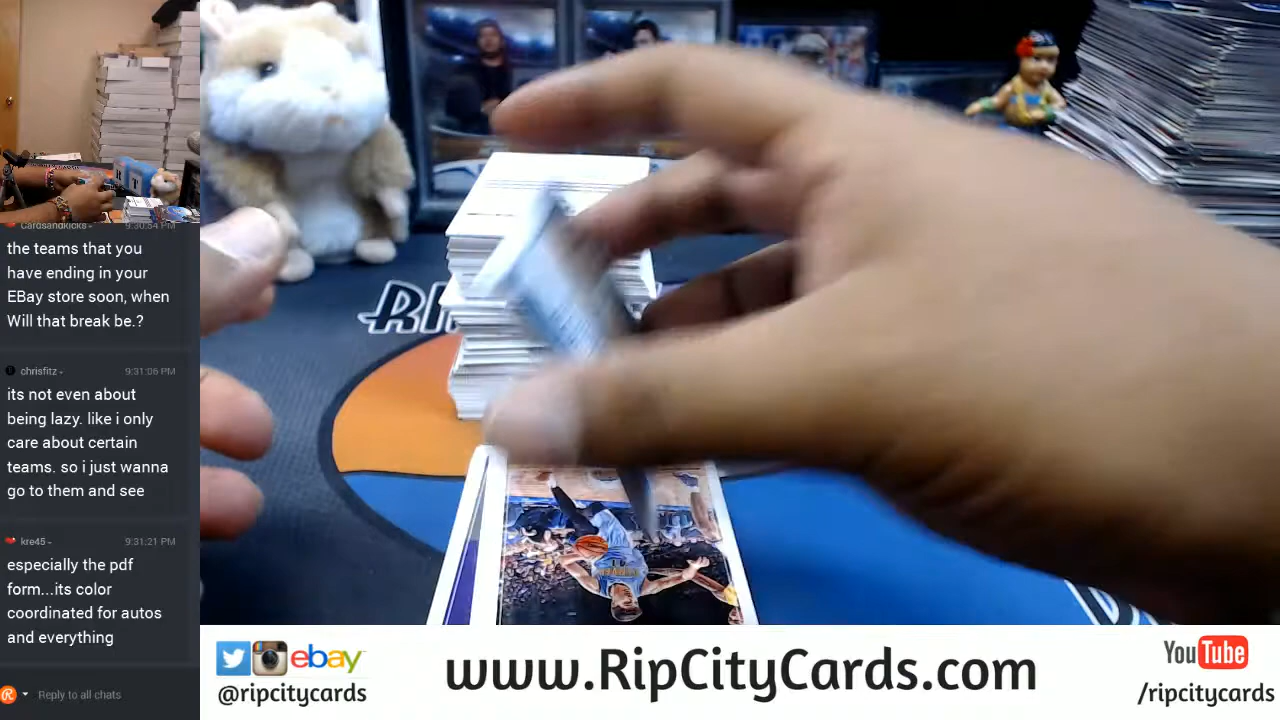 Cardsandkicks - 9:30:54 PM
the teams that you
have ending in your
EBay store soon, when
Will that break be.?
chrisfitz - 9:31:06 PM
its not even about
being lazy. like i only
care about certain
teams. so i just wanna
go to them and see
kre45 - 9:31:21 PM
especially the pdf
form...its color
coordinated for autos
and everything
Reply to all chats
ebay
@ripcitycards
www.RipCityCards.com
YouTube
/ripcitycards